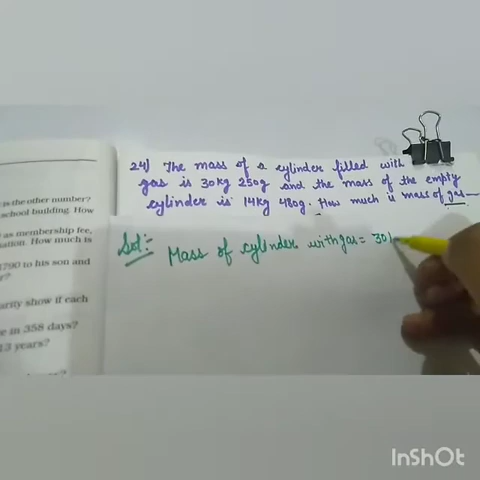 is the other number?
school building. How
as membership fee,
ation. How much is
1790 to his son and
r?
arity show if each
e in 358 days?
13 years?
24) The mass of a cylinder filled with
gas is 30kg 250g and the mass of the empty
cylinder is 14kg 480g. How much is mass of gas
Sol:-
Mass of cylinder with gas = 30k
InShOt